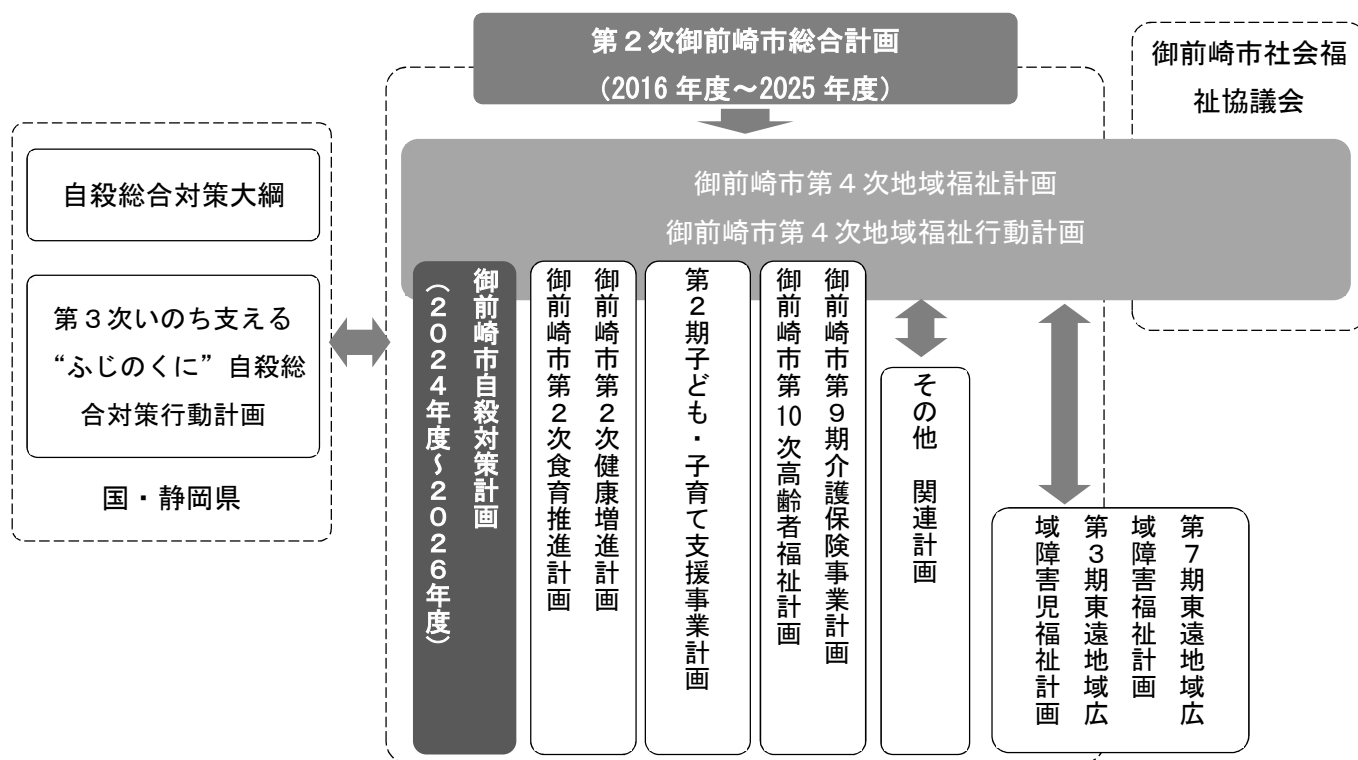 第２次御前崎市総合計画
（2016 年度～2025 年度）
御前崎市社会福
祉協議会
自殺総合対策大綱
第３次いのち支える
“ふじのくに”自殺総
合対策行動計画
国・静岡県
御前崎市第４次地域福祉計画
御前崎市第４次地域福祉行動計画
御前崎市自殺対策計画
（２０２４年度～２０２６年度）
御前崎市第２次健康増進計画
御前崎市第２次食育推進計画
第２期子ども・子育て支援事業計画
御前崎市第９期介護保険事業計画
御前崎市第 10 次高齢者福祉計画
その他　関連計画
第７期東遠地域広
域障害福祉計画
第３期東遠地域広
域障害児福祉計画